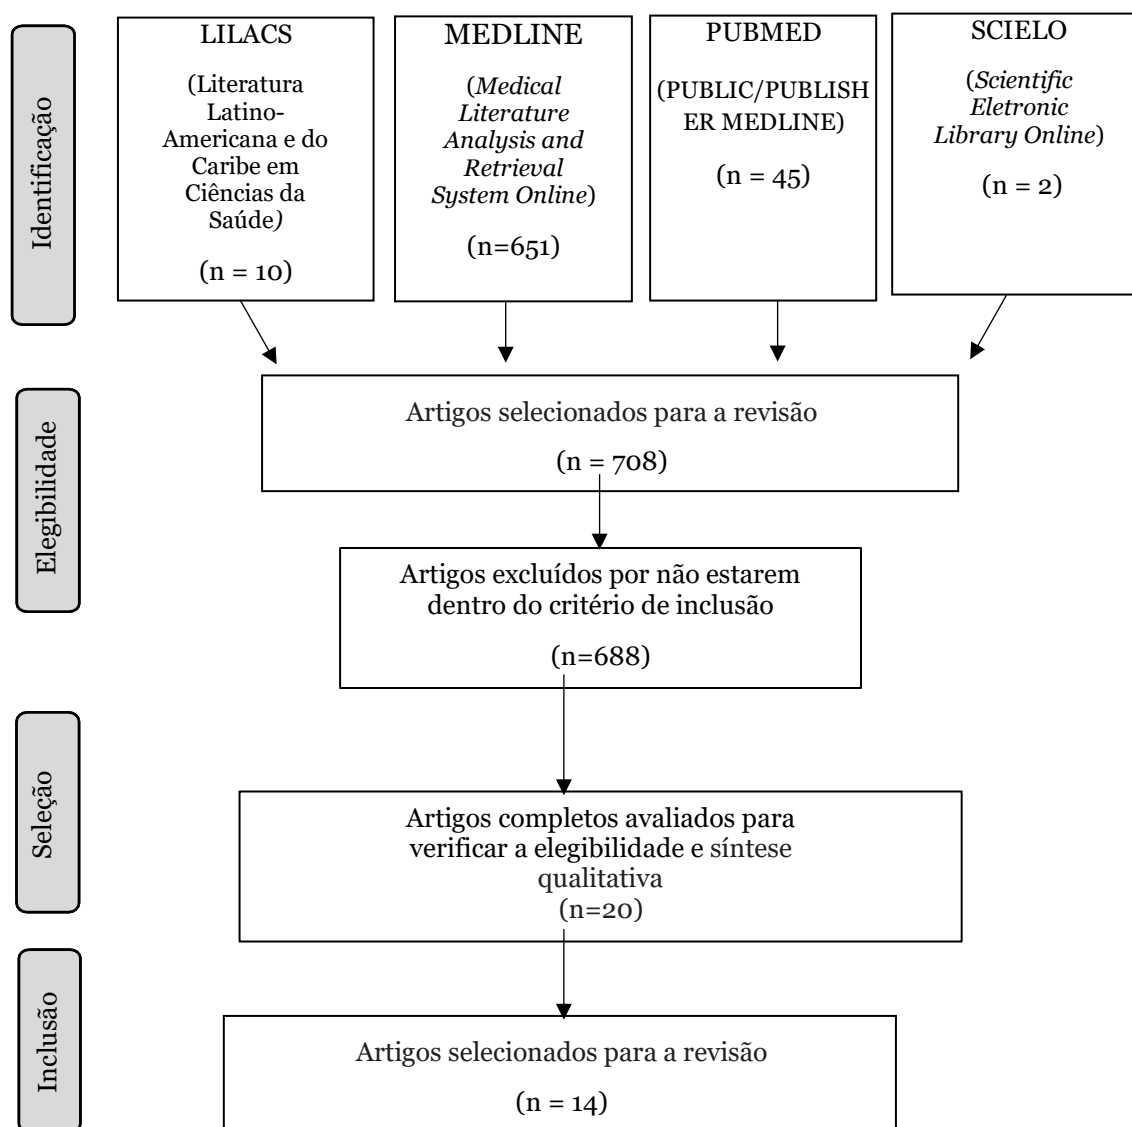 Identificação
LILACS
(Literatura
Latino-
Americana e do
Caribe em
Ciências da
Saúde)
(n = 10)
MEDLINE
(Medical
Literature
Analysis and
Retrieval
System Online)
(n=651)
PUBMED
(PUBLIC/PUBLISH
ER MEDLINE)
(n = 45)
SCIELO
(Scientific
Eletronic
Library Online)
(n = 2)
Elegibilidade
Artigos selecionados para a revisão
(n = 708)
Artigos excluídos por não estarem
dentro do critério de inclusão
(n=688)
Seleção
Artigos completos avaliados para
verificar a elegibilidade e síntese
qualitativa
(n=20)
Inclusão
Artigos selecionados para a revisão
(n = 14)